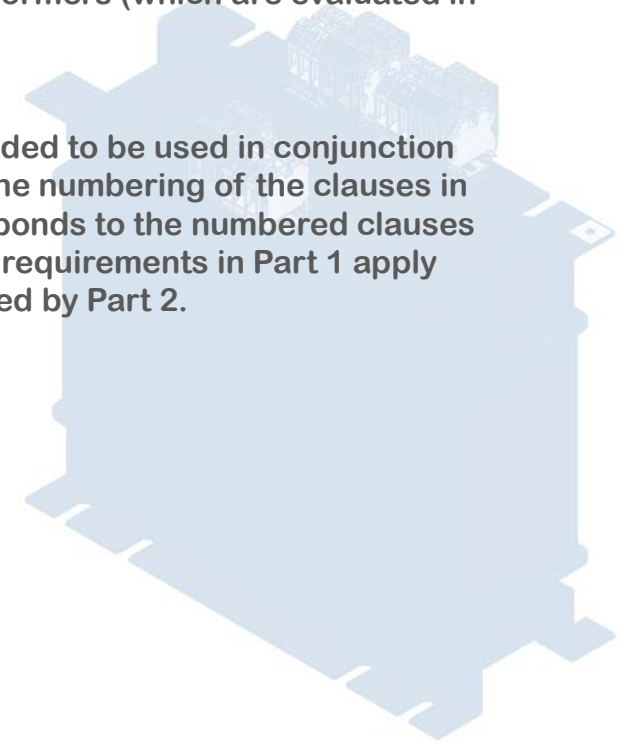 ormers (which are evaluated in
ded to be used in conjunction
he numbering of the clauses in
ponds to the numbered clauses
requirements in Part 1 apply
ed by Part 2.